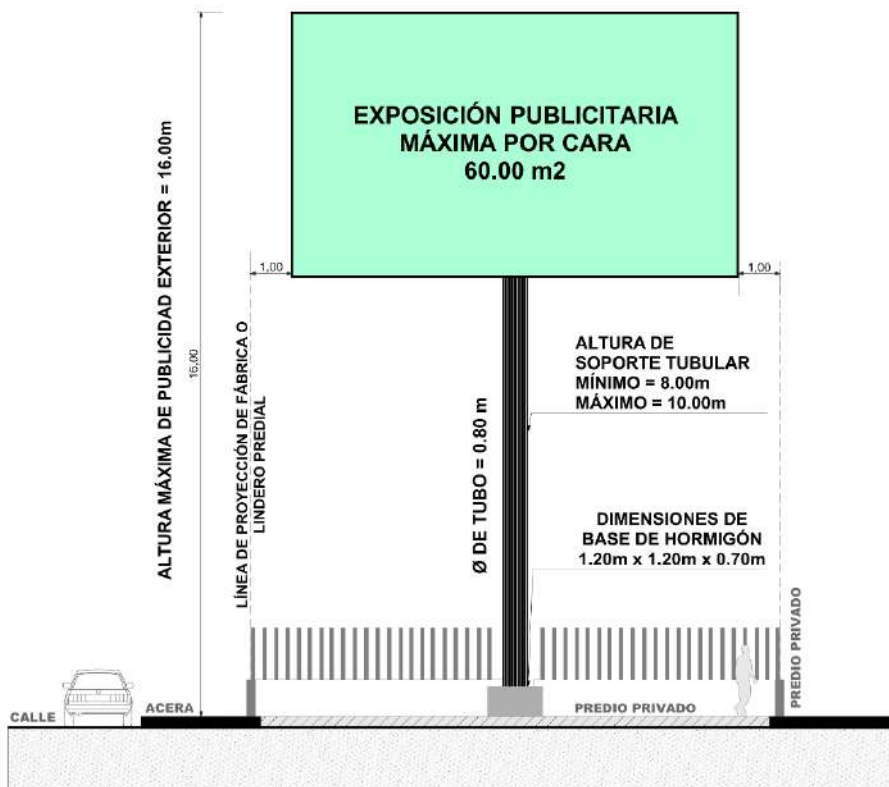 EXPOSICIÓN PUBLICITARIA
MÁXIMA POR CARA
60.00 m2
ALTURA MÁXIMA DE PUBLICIDAD EXTERIOR = 16.00m
16,00
1,00
1,00
LÍNEA DE PROYECCIÓN DE FÁBRICA O
LINDERO PREDIAL
Ø DE TUBO = 0.80 m
ALTURA DE
SOPORTE TUBULAR
MÍNIMO = 8.00m
MÁXIMO = 10.00m
DIMENSIONES DE
BASE DE HORMIGÓN
1.20m x 1.20m x 0.70m
PREDIO PRIVADO
CALLE
ACERA
PREDIO PRIVADO